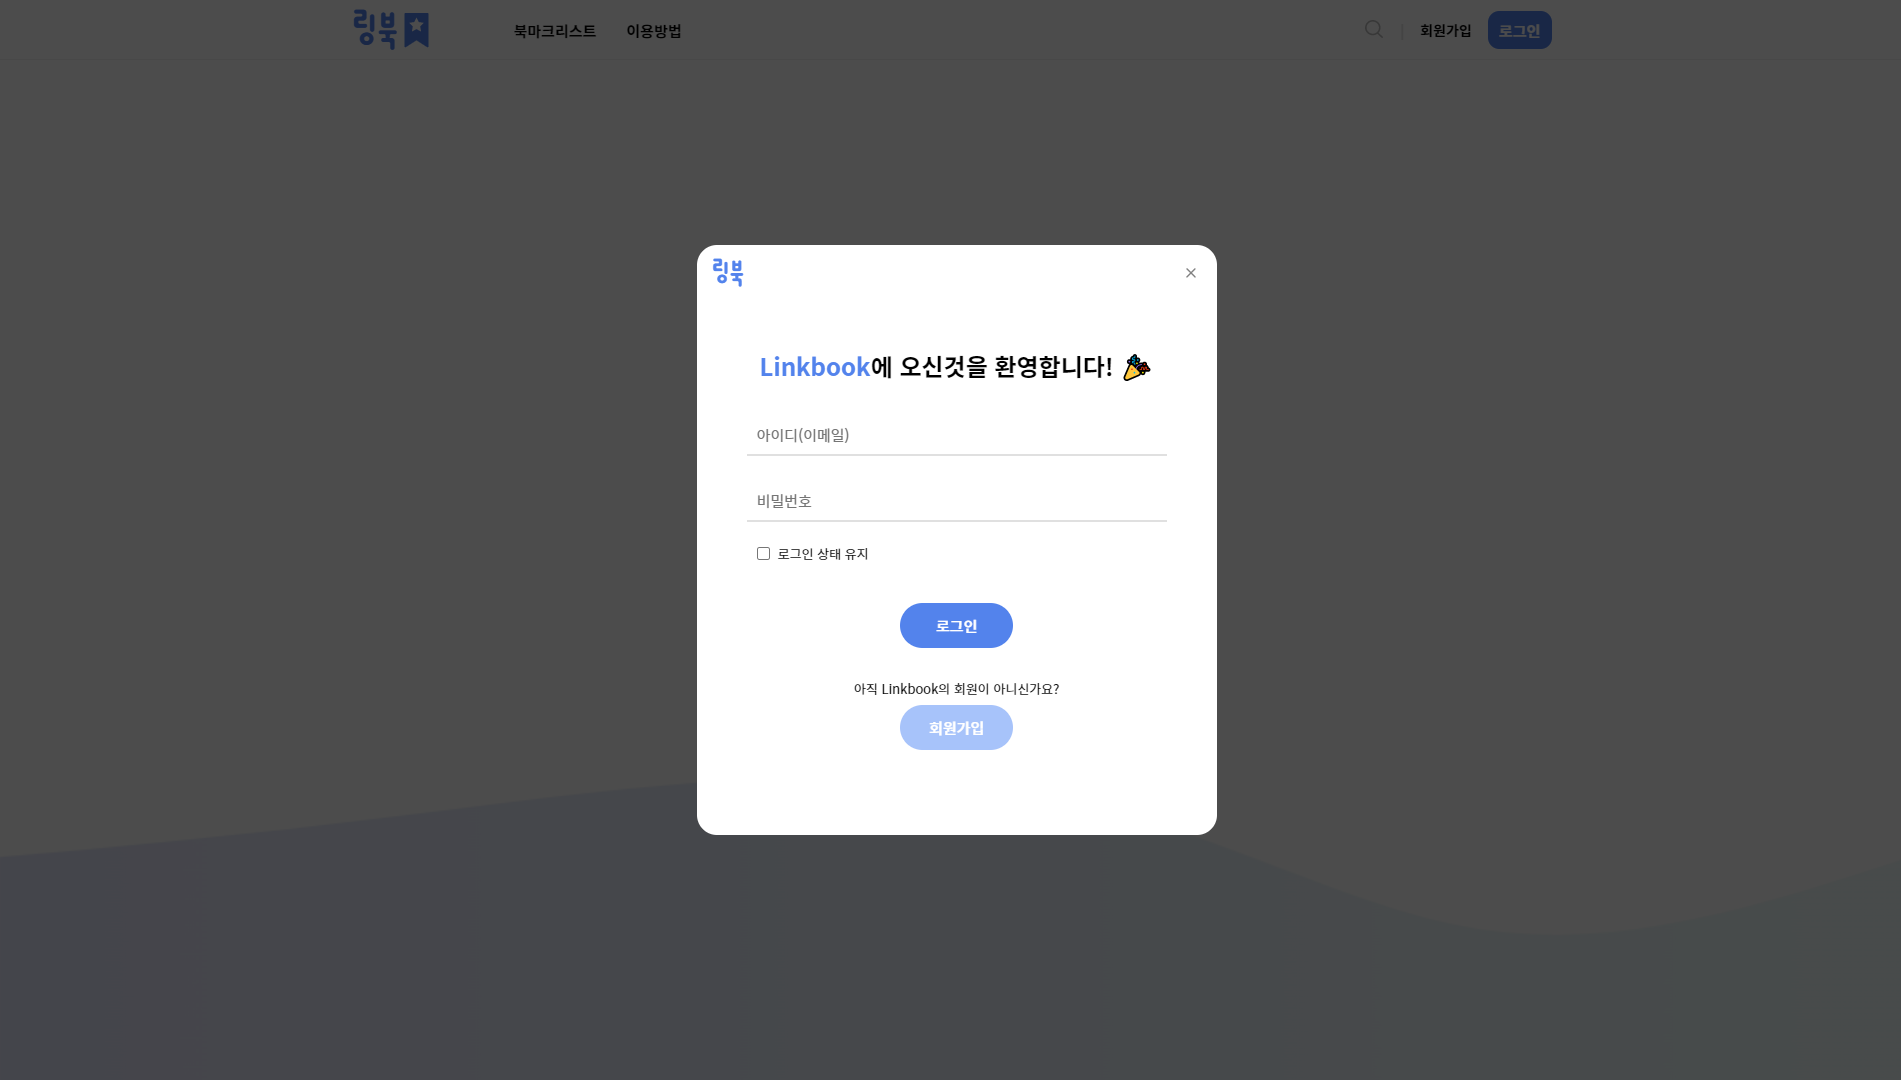 링북
북마크리스트
이용방법
회원가입
로그인
링북
Linkbook에 오신것을 환영합니다!
아이디(이메일)
비밀번호
로그인 상태 유지
로그인
아직 Linkbook의 회원이 아니신가요?
회원가입